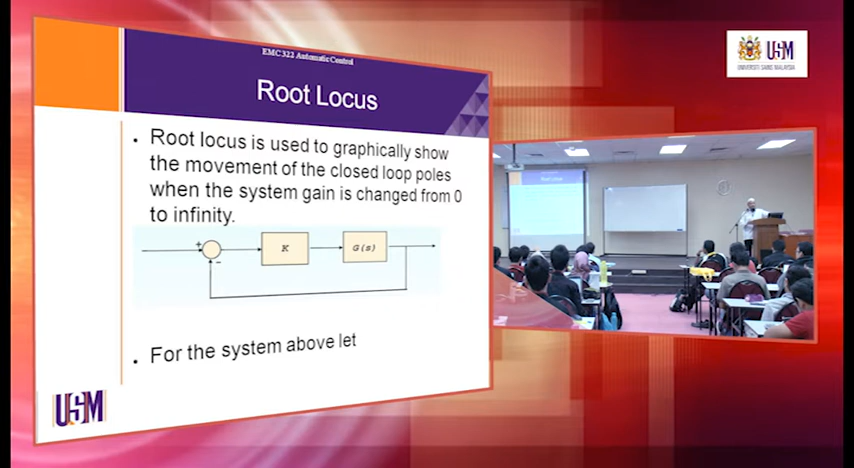 EMC322 Automatic Control
Root Locus
• Root locus is used to graphically show
the movement of the closed loop poles
when the system gain is changed from 0
to infinity.
+
K
G(s)
−
• For the system above let
USM
USM
UNIVERSITI SAINS MALAYSIA
Root Locus